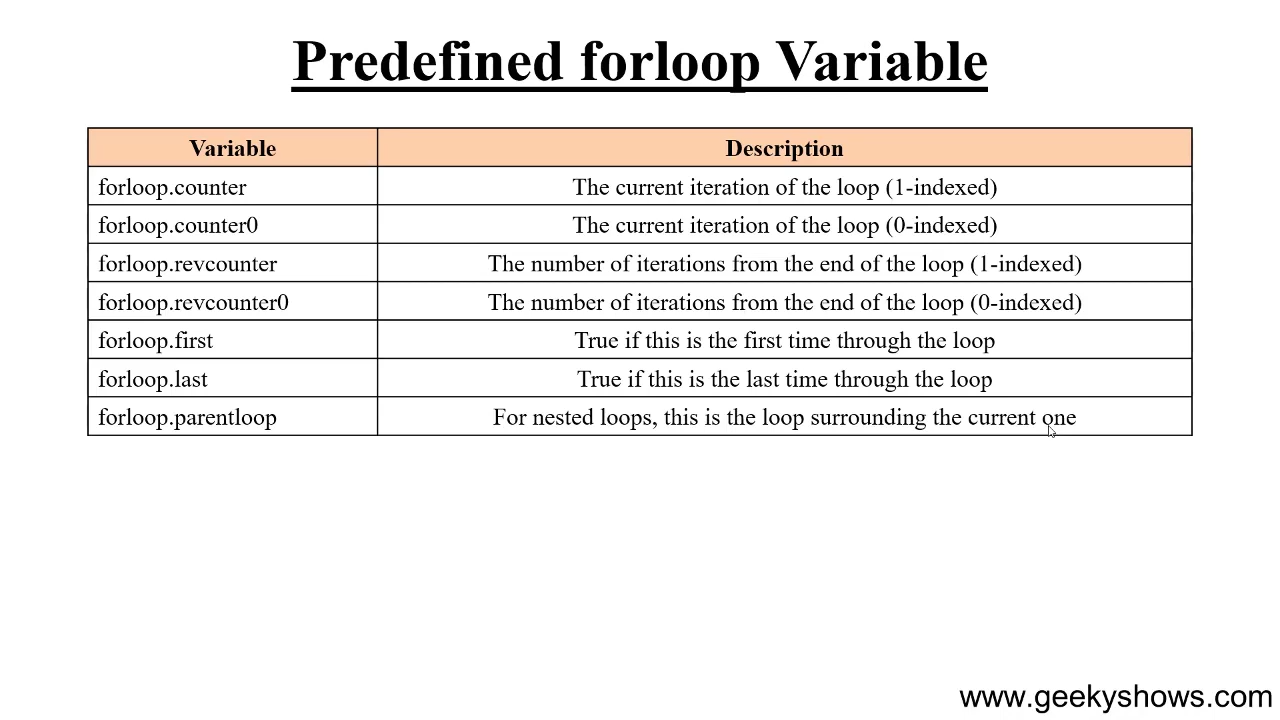 Predefined forloop Variable
Variable Description
forloop.counter The current iteration of the loop (1-indexed)
forloop.counter0 The current iteration of the loop (0-indexed)
forloop.revcounter The number of iterations from the end of the loop (1-indexed)
forloop.revcounter0 The number of iterations from the end of the loop (0-indexed)
forloop.first True if this is the first time through the loop
forloop.last True if this is the last time through the loop
forloop.parentloop For nested loops, this is the loop surrounding the current one
www.geekyshows.com